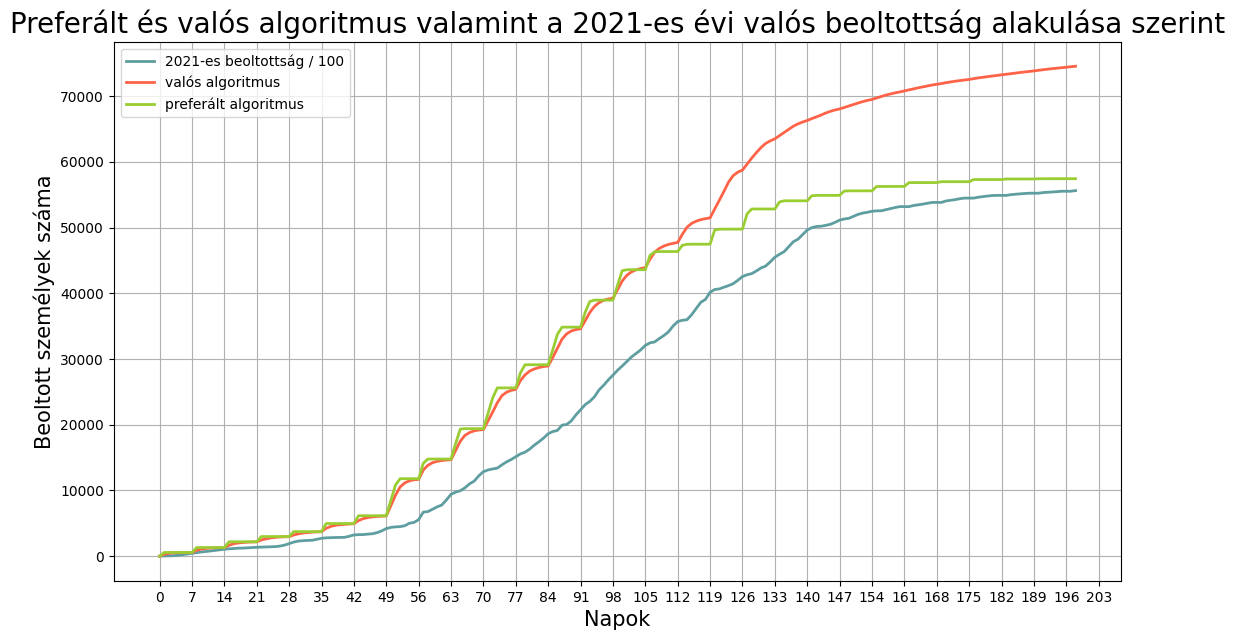 Preferált és valós algoritmus valamint a 2021-es évi valós beoltottság alakulása szerint
2021-es beoltottság / 100
valós algoritmus
preferált algoritmus
Beoltott személyek száma
70000
60000
50000
40000
30000
20000
10000
0
0 7 14 21 28 35 42 49 56 63 70 77 84 91 98 105 112 119 126 133 140 147 154 161 168 175 182 189 196 203
Napok